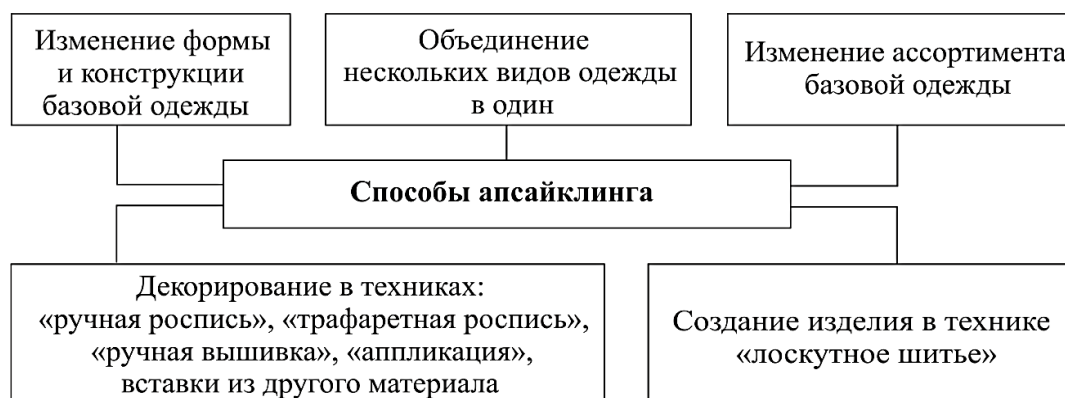 Изменение формы
и конструкции
базовой одежды
Объединение
нескольких видов одежды
в один
Изменение ассортимента
базовой одежды
Способы апсайклинга
Декорирование в техниках:
«ручная роспись», «трафаретная роспись»,
«ручная вышивка», «аппликация»,
вставки из другого материала
Создание изделия в технике
«лоскутное шитье»